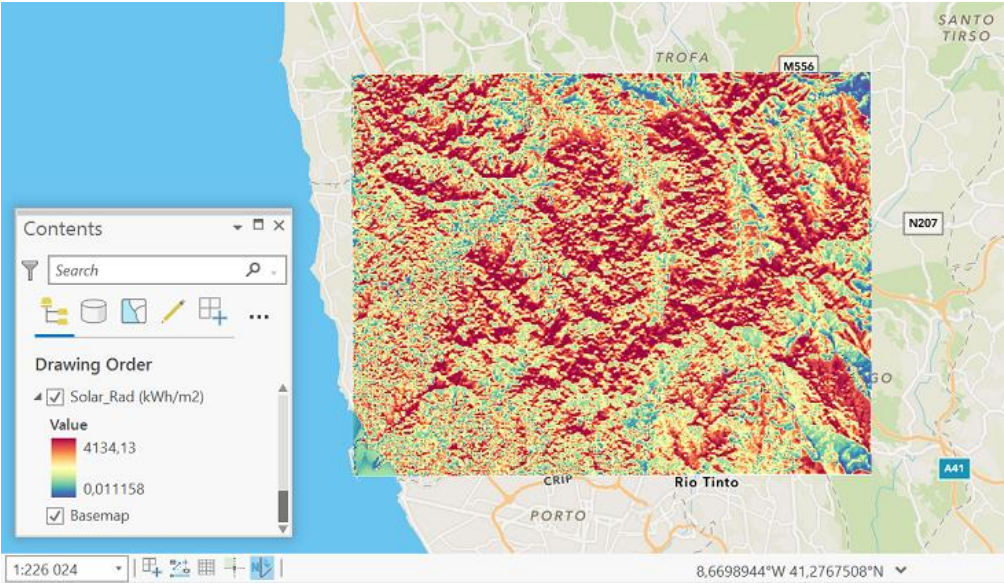 SANTO
TIRSO
TROFA
M556
N207
Contents
Search
Drawing Order
Solar_Rad (kWh/m2)
Value
4134,13
0,011158
Basemap
GO
A41
CRIP
Rio Tinto
PORTO
1:226 024
8,6698944°W 41,2767508°N